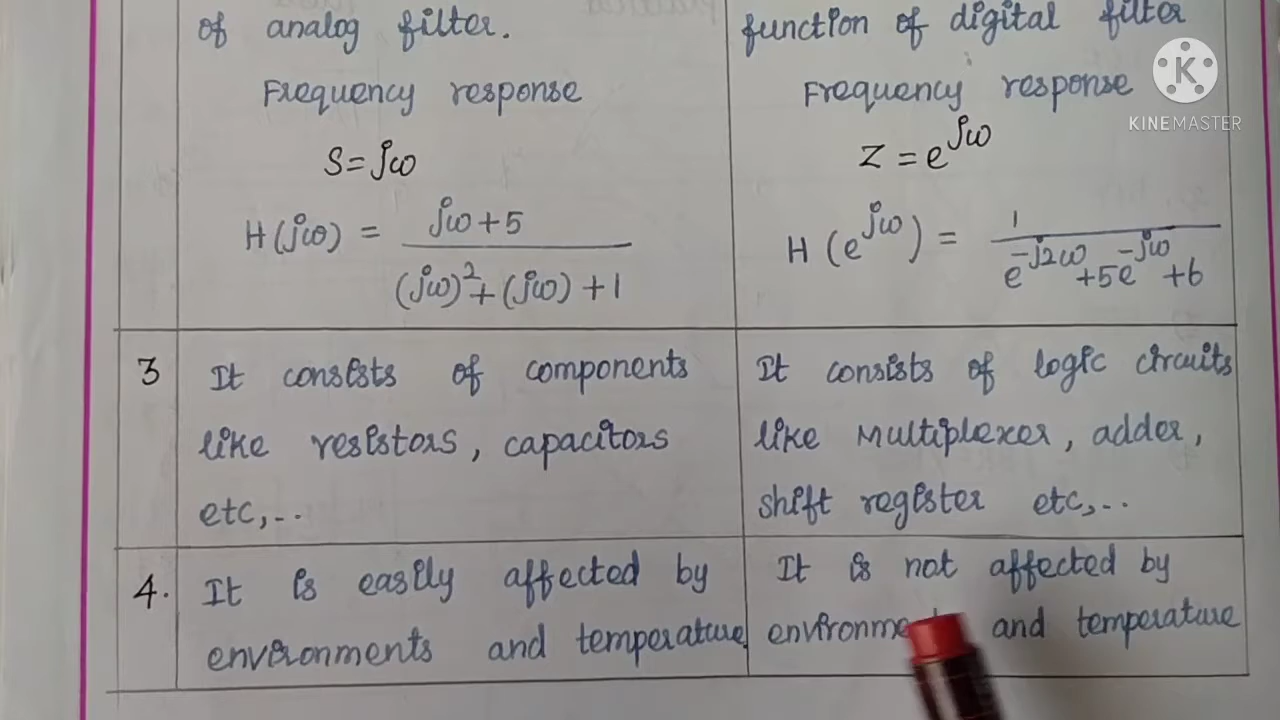 of analog filter.
Frequency response
S = jω
H(jω) = jω+5 / (jω)² + (jω) + 1
function of digital filter
Frequency response
Z = e^jω
H(e^jω) = 1 / e^-j2ω + 5e^-jω + 6
K
KINEMASTER
3
It consists of components
like resistors, capacitors
etc,...
It consists of logic circuits
like Multiplexer, adder,
shift register etc,...
4.
It is easily affected by
environments and temperature
It is not affected by
and temperature